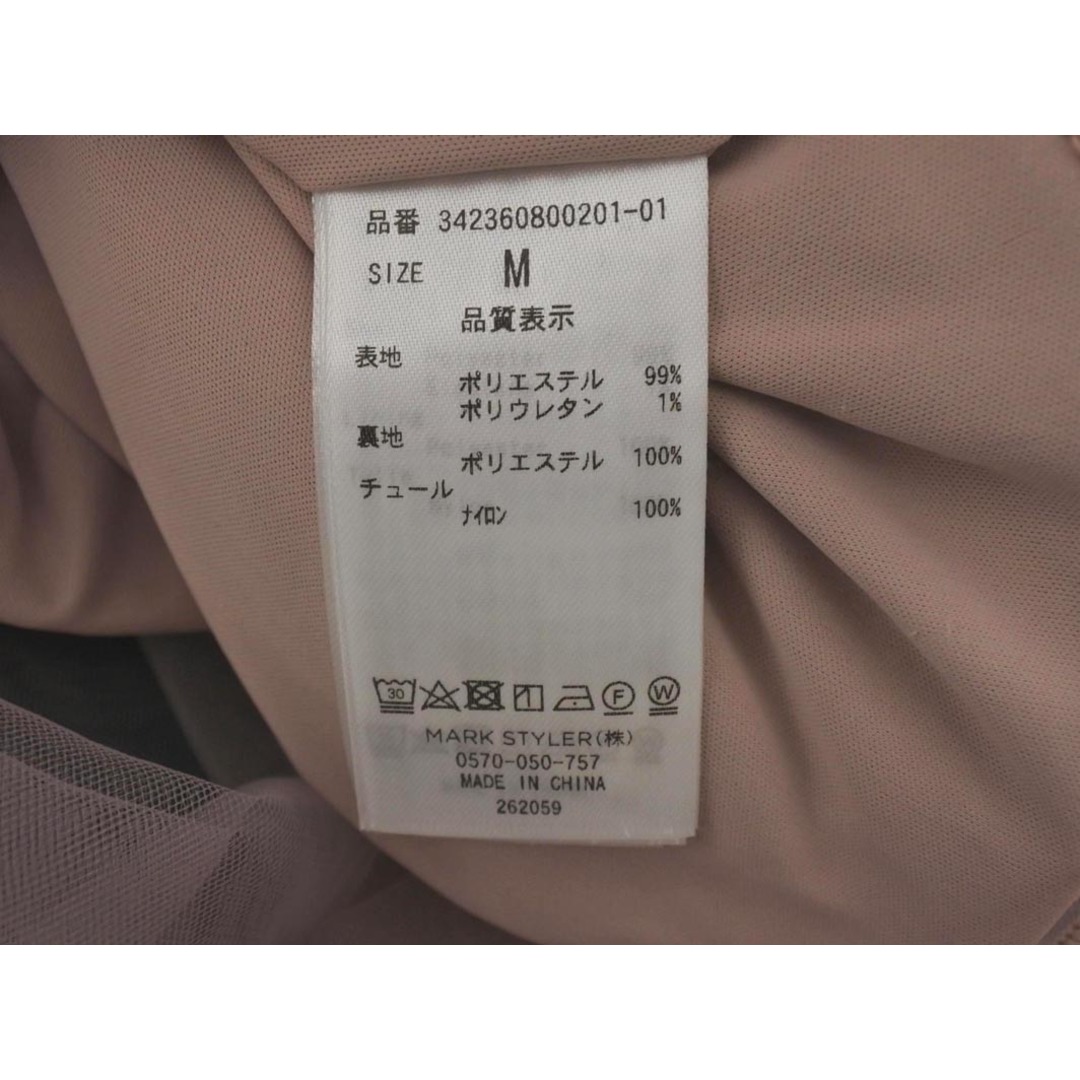 品番 342360800201-01
SIZE M
品質表示
表地
ポリエステル 99%
ポリウレタン 1%
裏地
ポリエステル 100%
チュール
ナイロン 100%
30 F W
MARK STYLER(株)
0570-050-757
MADE IN CHINA
262059